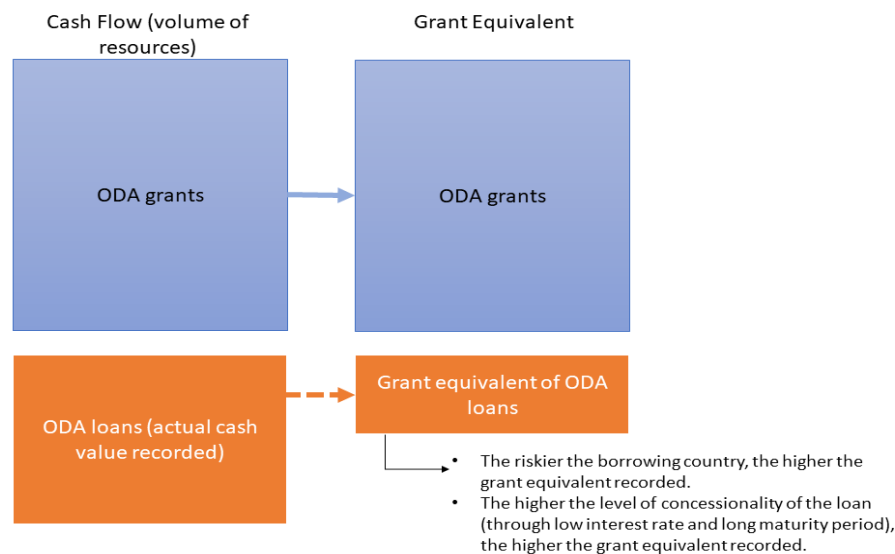 Cash Flow (volume of
resources)
Grant Equivalent
ODA grants
ODA grants
ODA loans (actual cash
value recorded)
Grant equivalent of ODA
loans
• The riskier the borrowing country, the higher the
grant equivalent recorded.
• The higher the level of concessionality of the loan
(through low interest rate and long maturity period),
the higher the grant equivalent recorded.